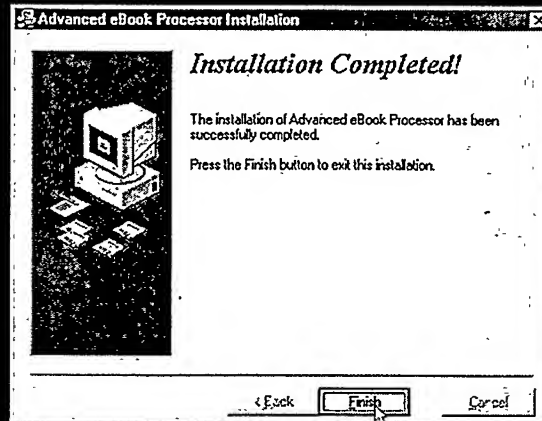 Advanced eBook Processor Installation
Installation Completed!
The installation of Advanced eBook Processor has been
successfully completed.
Press the Finish button to exit this installation.
< Back
Finish
Cancel